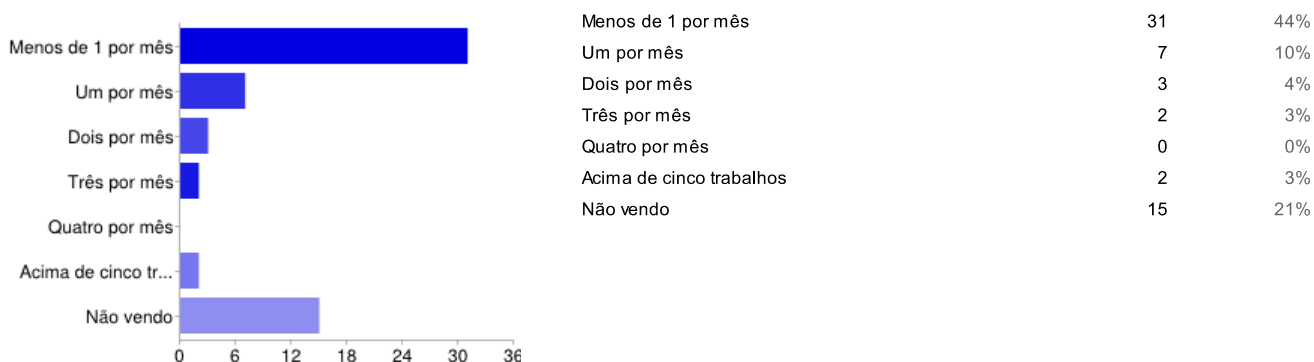 Menos de 1 por mês
Um por mês
Dois por mês
Três por mês
Quatro por mês
Acima de cinco tr...
Não vendo
0 6 12 18 24 30 36
Menos de 1 por mês 31 44%
Um por mês 7 10%
Dois por mês 3 4%
Três por mês 2 3%
Quatro por mês 0 0%
Acima de cinco trabalhos 2 3%
Não vendo 15 21%